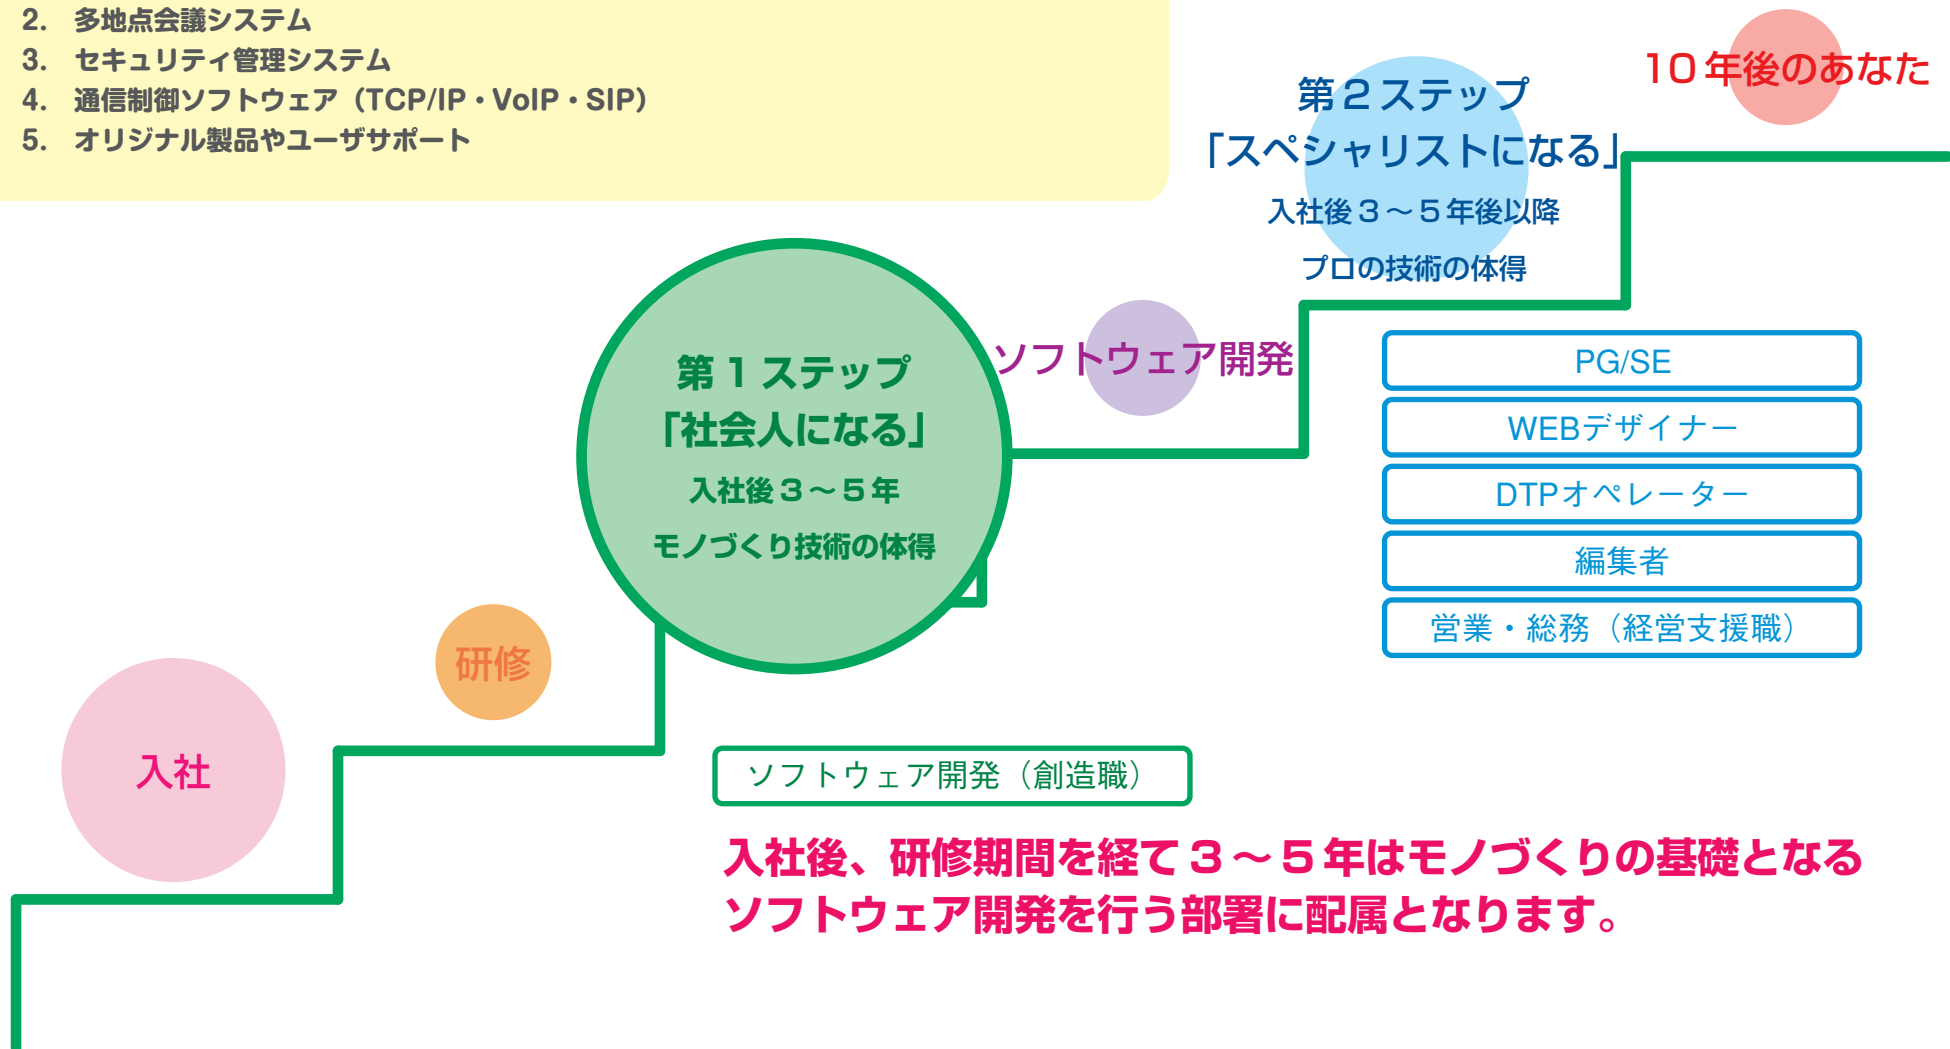 2. 多地点会議システム
3. セキュリティ管理システム
4. 通信制御ソフトウェア（TCP/IP・VoIP・SIP）
5. オリジナル製品やユーザサポート
10年後のあなた
第2ステップ
「スペシャリストになる」
入社後3～5年後以降
プロの技術の体得
ソフトウェア開発
第1ステップ
「社会人になる」
入社後3～5年
モノづくり技術の体得
PG/SE
WEBデザイナー
DTPオペレーター
編集者
営業・総務（経営支援職）
研修
入社
ソフトウェア開発（創造職）
入社後、研修期間を経て3～5年はモノづくりの基礎となる
ソフトウェア開発を行う部署に配属となります。